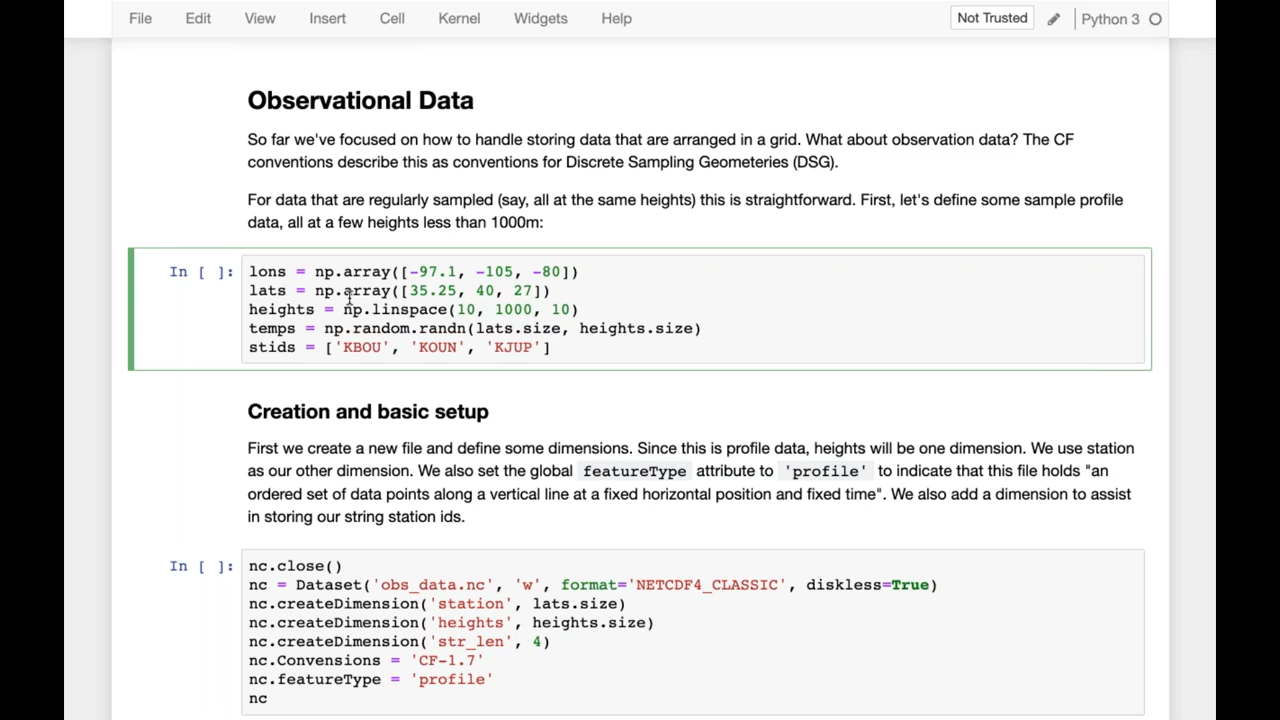 File Edit View Insert Cell Kernel Widgets Help Not Trusted Python 3
Observational Data
So far we've focused on how to handle storing data that are arranged in a grid. What about observation data? The CF
conventions describe this as conventions for Discrete Sampling Geometeries (DSG).
For data that are regularly sampled (say, all at the same heights) this is straightforward. First, let's define some sample profile
data, all at a few heights less than 1000m:
In [ ]: lons = np.array([-97.1, -105, -80])
lats = np.array([35.25, 40, 27])
heights = np.linspace(10, 1000, 10)
temps = np.random.randn(lats.size, heights.size)
stids = ['KBOU', 'KOUN', 'KJUP']
Creation and basic setup
First we create a new file and define some dimensions. Since this is profile data, heights will be one dimension. We use station
as our other dimension. We also set the global featureType attribute to 'profile' to indicate that this file holds "an
ordered set of data points along a vertical line at a fixed horizontal position and fixed time". We also add a dimension to assist
in storing our string station ids.
In [ ]: nc.close()
nc = Dataset('obs_data.nc', 'w', format='NETCDF4_CLASSIC', diskless=True)
nc.createDimension('station', lats.size)
nc.createDimension('heights', heights.size)
nc.createDimension('str_len', 4)
nc.Convensions = 'CF-1.7'
nc.featureType = 'profile'
nc